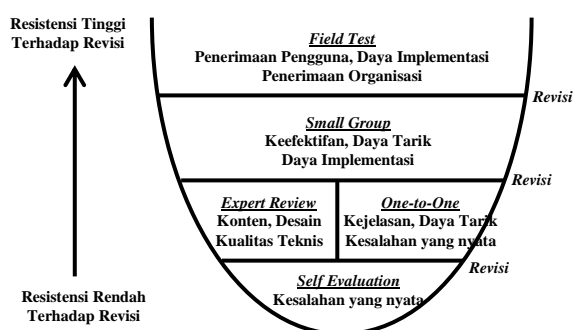 Resistensi Tinggi
Terhadap Revisi
Field Test
Penerimaan Pengguna, Daya Implementasi
Penerimaan Organisasi
Revisi
Small Group
Keefektifan, Daya Tarik
Daya Implementasi
Revisi
Expert Review
Konten, Desain
Kualitas Teknis
One-to-One
Kejelasan, Daya Tarik
Kesalahan yang nyata
Revisi
Self Evaluation
Kesalahan yang nyata
Resistensi Rendah
Terhadap Revisi